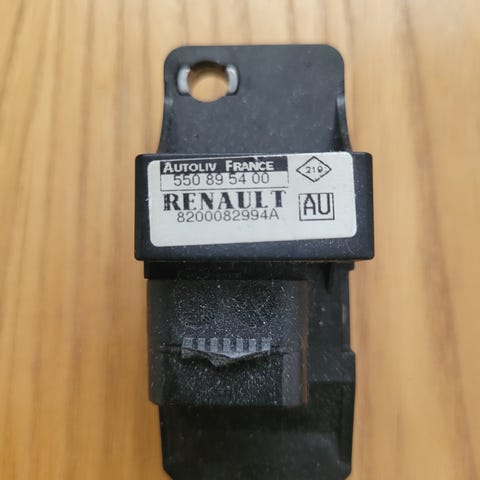 AUTOLIV FRANCE
550 89 54 00
RENAULT
8200082994A
219
AU